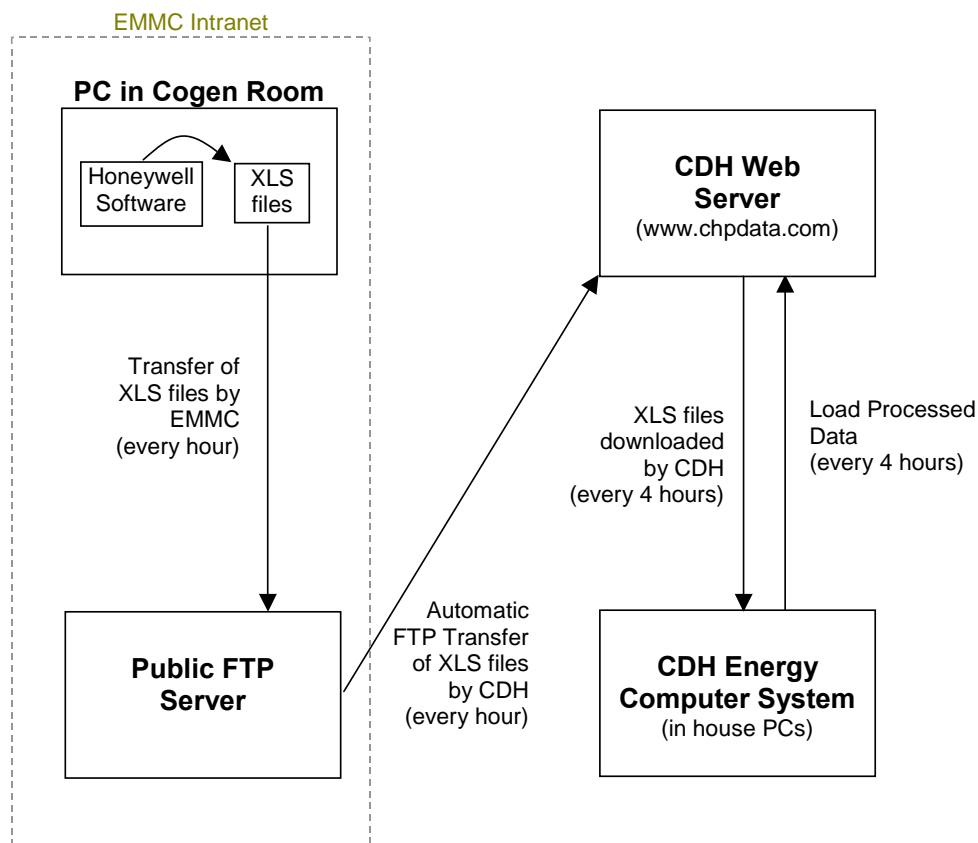 EMMC Intranet
PC in Cogen Room
Honeywell
Software
XLS
files
Transfer of
XLS files by
EMMC
(every hour)
Public FTP
Server
Automatic
FTP Transfer
of XLS files
by CDH
(every hour)
CDH Web
Server
(www.chpdata.com)
XLS files
downloaded
by CDH
(every 4 hours)
Load Processed
Data
(every 4 hours)
CDH Energy
Computer System
(in house PCs)